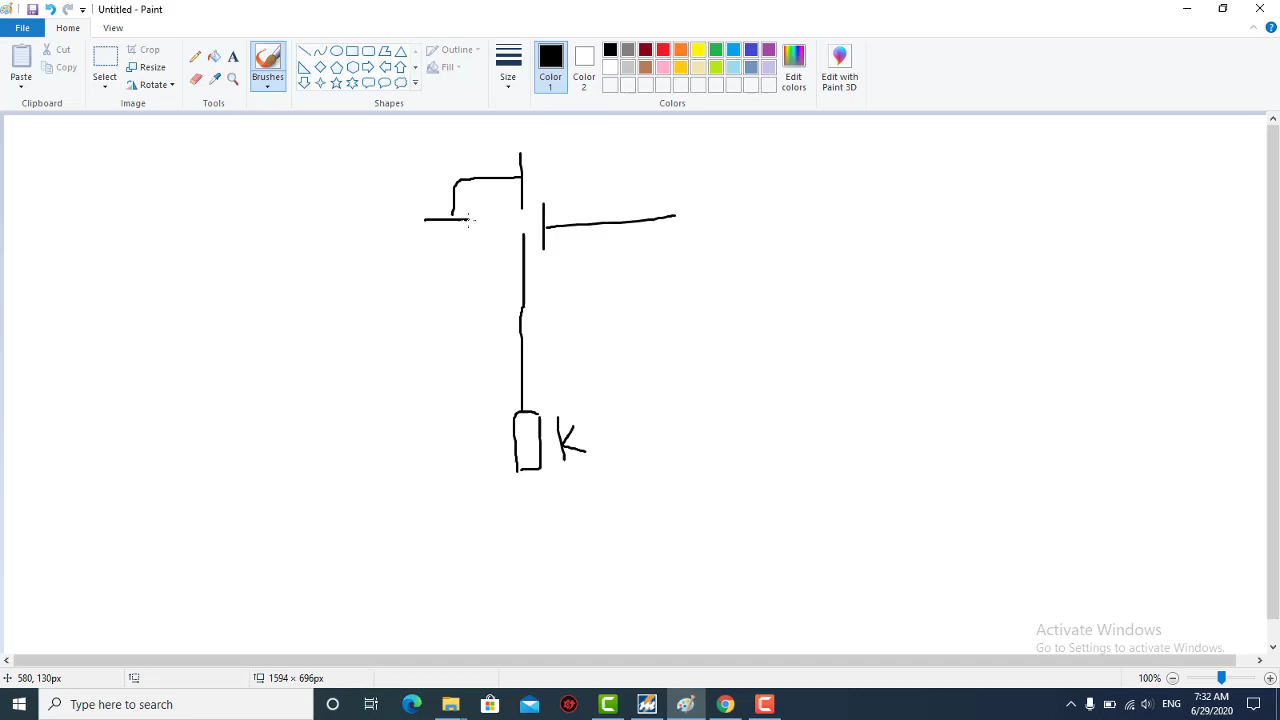 Untitled - Paint
File
Home
View
Paste
Cut
Copy
Clipboard
Select
Crop
Resize
Rotate
Image
A
Tools
Brushes
Outline
Fill
Shapes
Size
Color 1
Color 2
Edit colors
Colors
Edit with Paint 3D
K
Activate Windows
Go to Settings to activate Windows.
580, 130px
1594 × 696px
100%
Type here to search
ENG
7:32 AM
6/29/2020